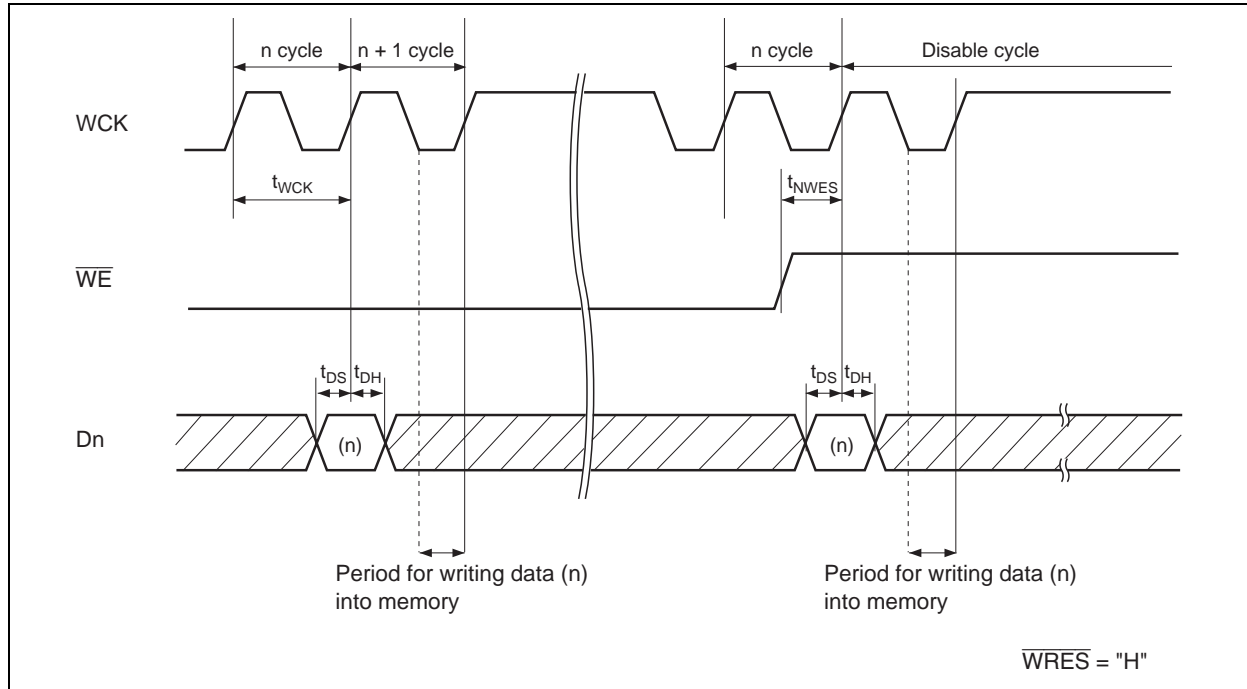 n cycle
n + 1 cycle
n cycle
Disable cycle
WCK
tWCK
tNWES
WE
tDS
tDH
tDS
tDH
Dn
(n)
(n)
Period for writing data (n)
into memory
Period for writing data (n)
into memory
WRES = "H"